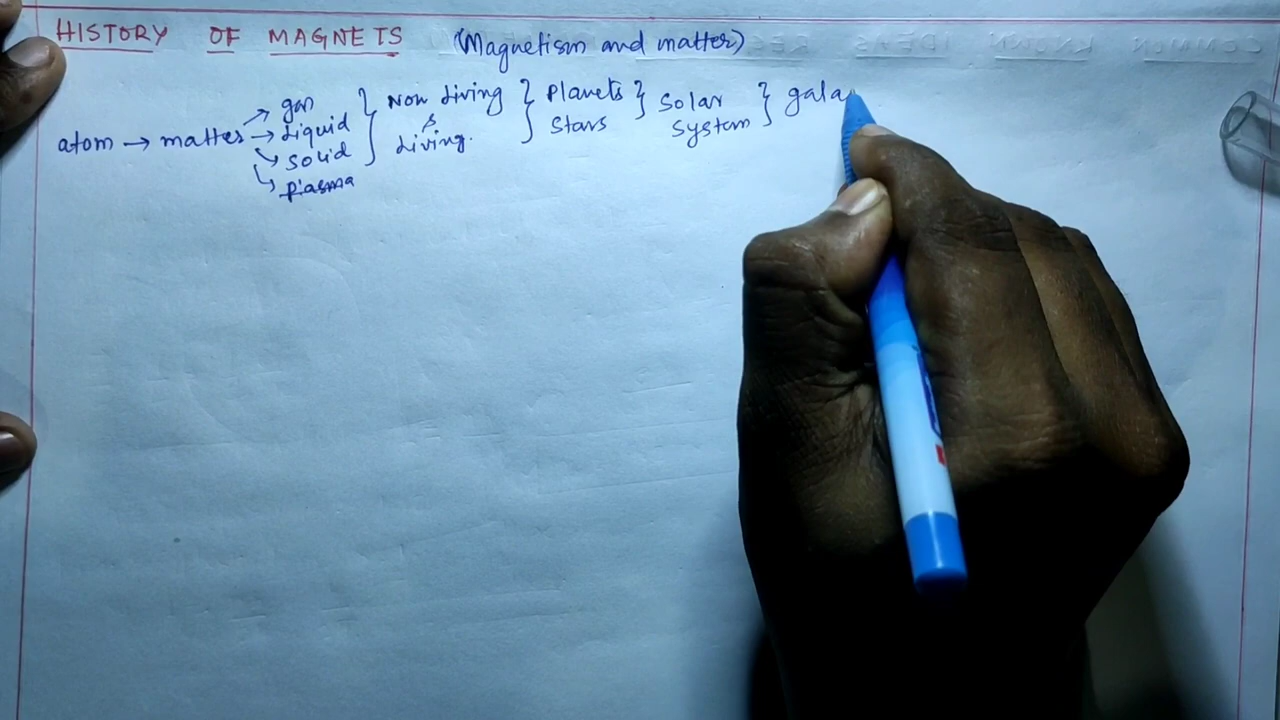 HISTORY OF MAGNETS (Magnetism and matter)
atom → matter → gas } Non living } Planets } Solar } gala
→ Liquid & Stars System
→ Solid Living.
→ Plasma